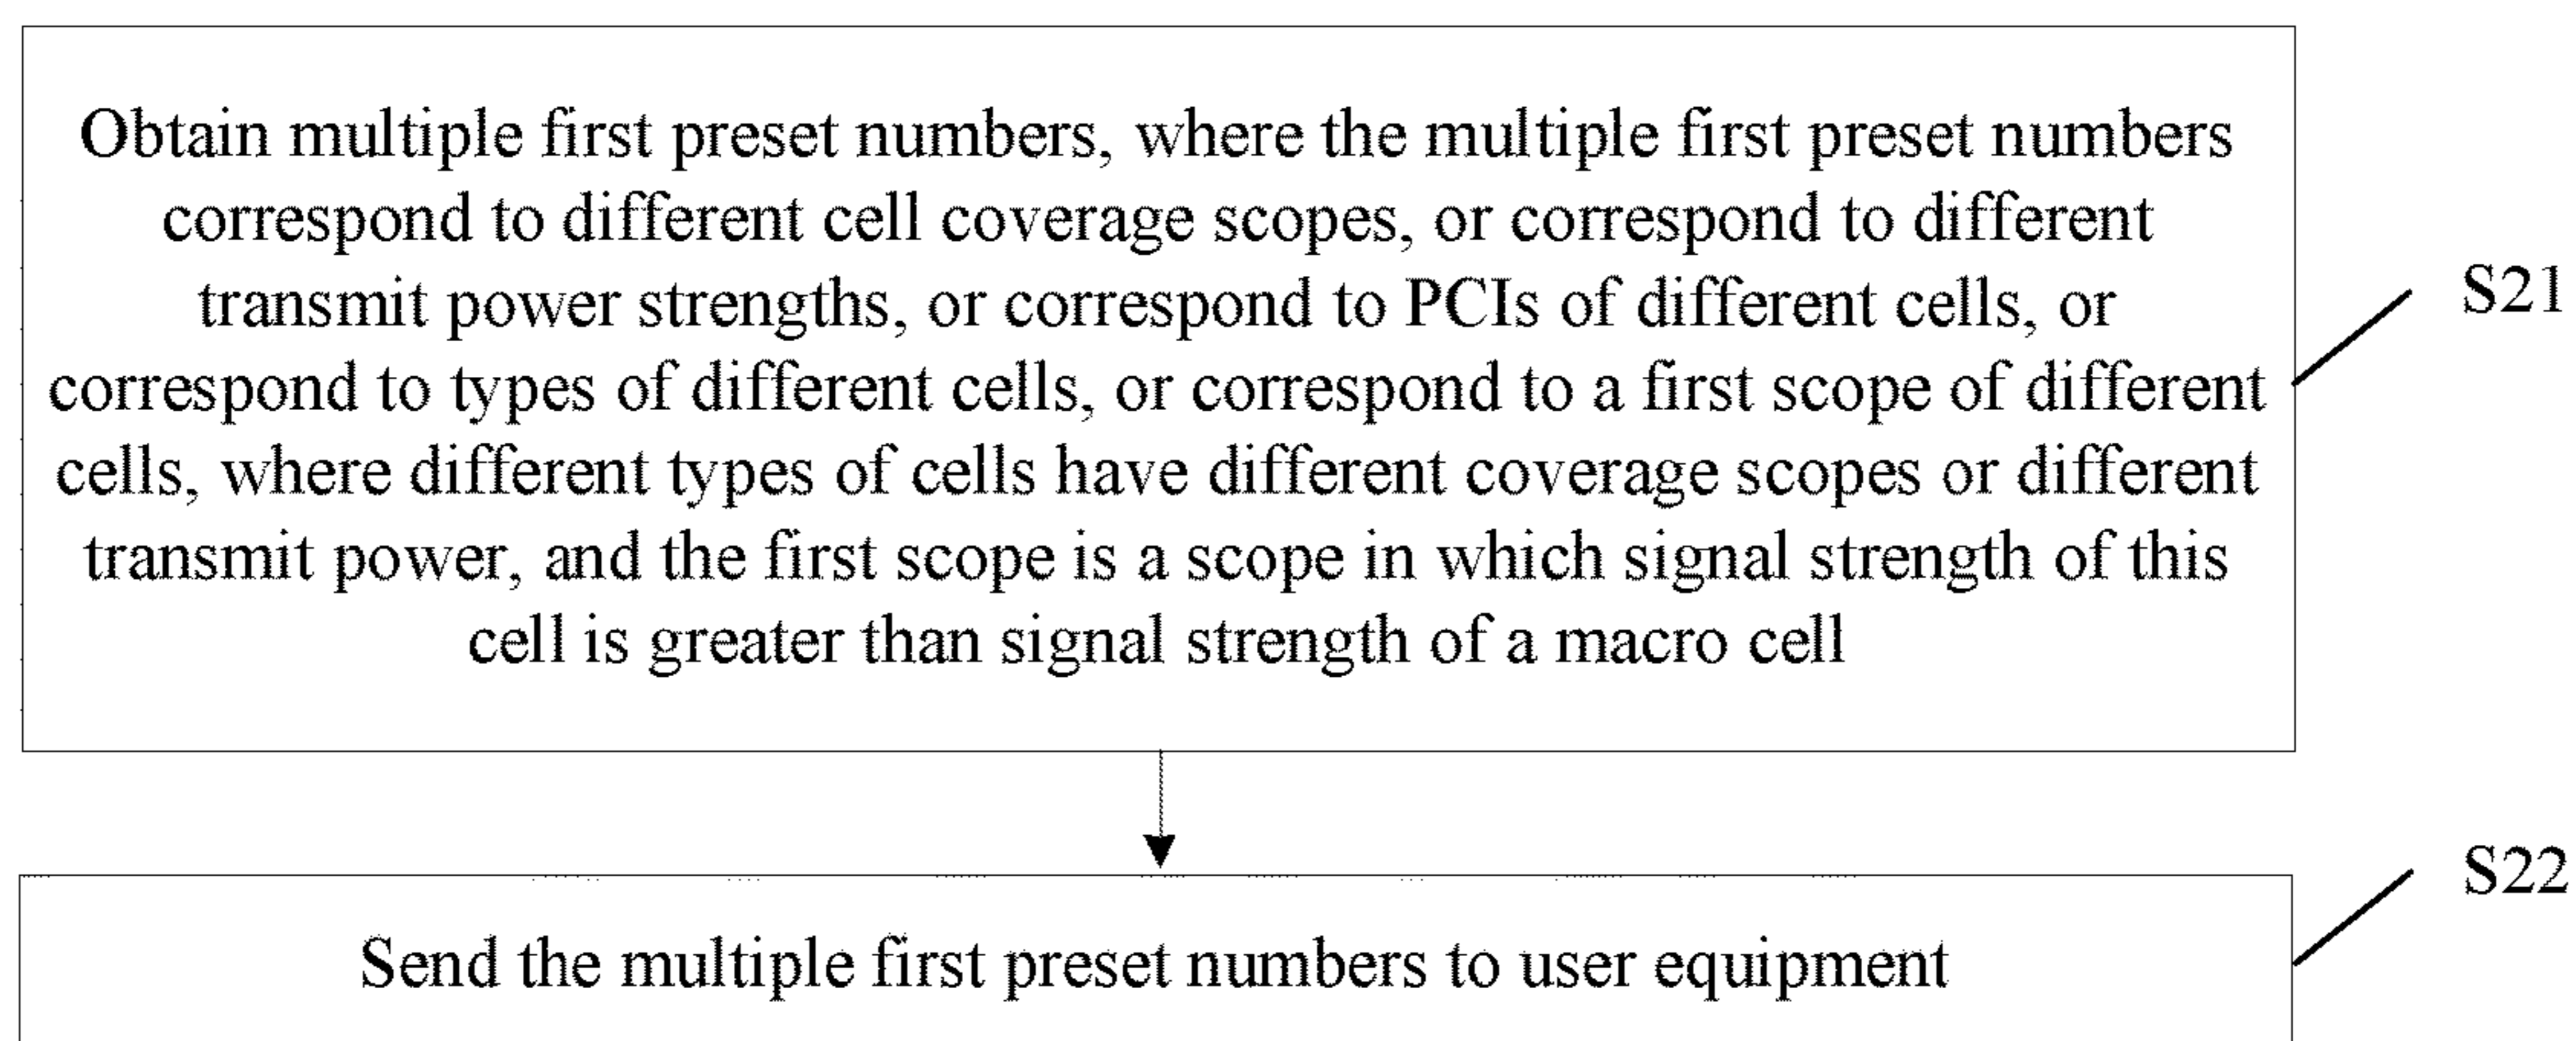 Obtain multiple first preset numbers, where the multiple first preset numbers
correspond to different cell coverage scopes, or correspond to different
transmit power strengths, or correspond to PCIs of different cells, or
correspond to types of different cells, or correspond to a first scope of different
cells, where different types of cells have different coverage scopes or different
transmit power, and the first scope is a scope in which signal strength of this
cell is greater than signal strength of a macro cell
S21
S22
Send the multiple first preset numbers to user equipment